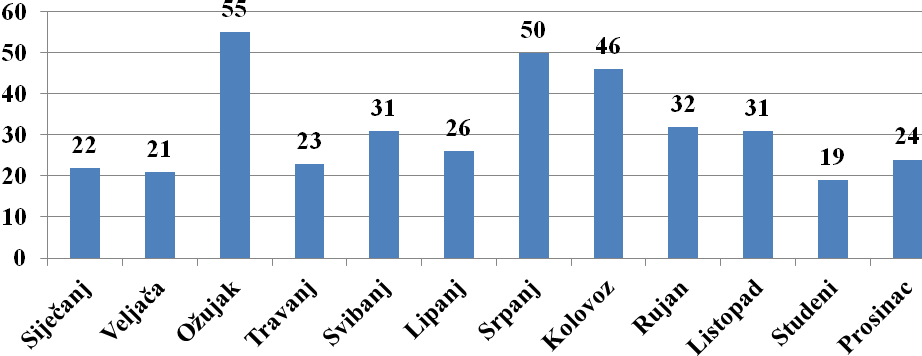 60
50
40
30
20
10
0
22
21
55
23
31
26
50
46
32
31
19
24
Siječanj
Veljača
Ožujak
Travanj
Svibanj
Lipanj
Srpanj
Kolovoz
Rujan
Listopad
Studeni
Prosinac